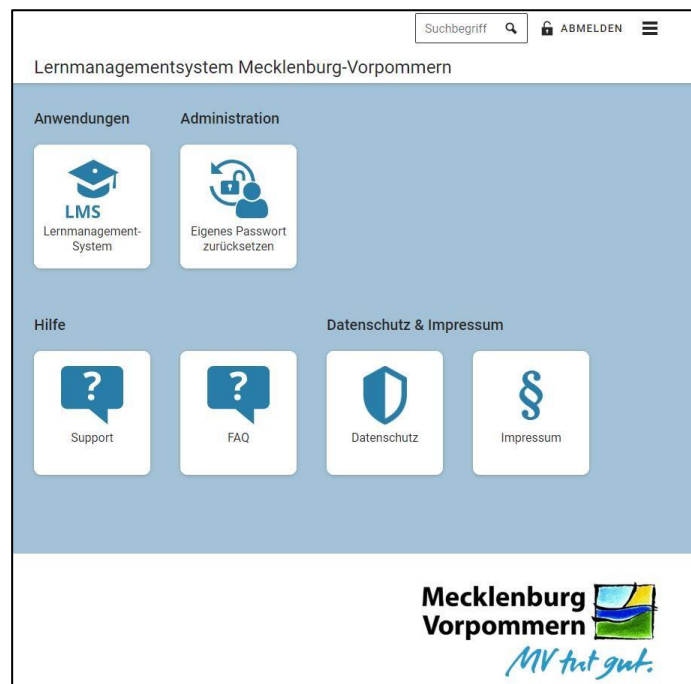 Suchbegriff ABMELDEN
Lernmanagementsystem Mecklenburg-Vorpommern
Anwendungen Administration
LMS
Lernmanagement-
System
Eigenes Passwort
zurücksetzen
Hilfe Datenschutz & Impressum
?
Support
?
FAQ
Datenschutz
§
Impressum
Mecklenburg
Vorpommern
MV tut gut.